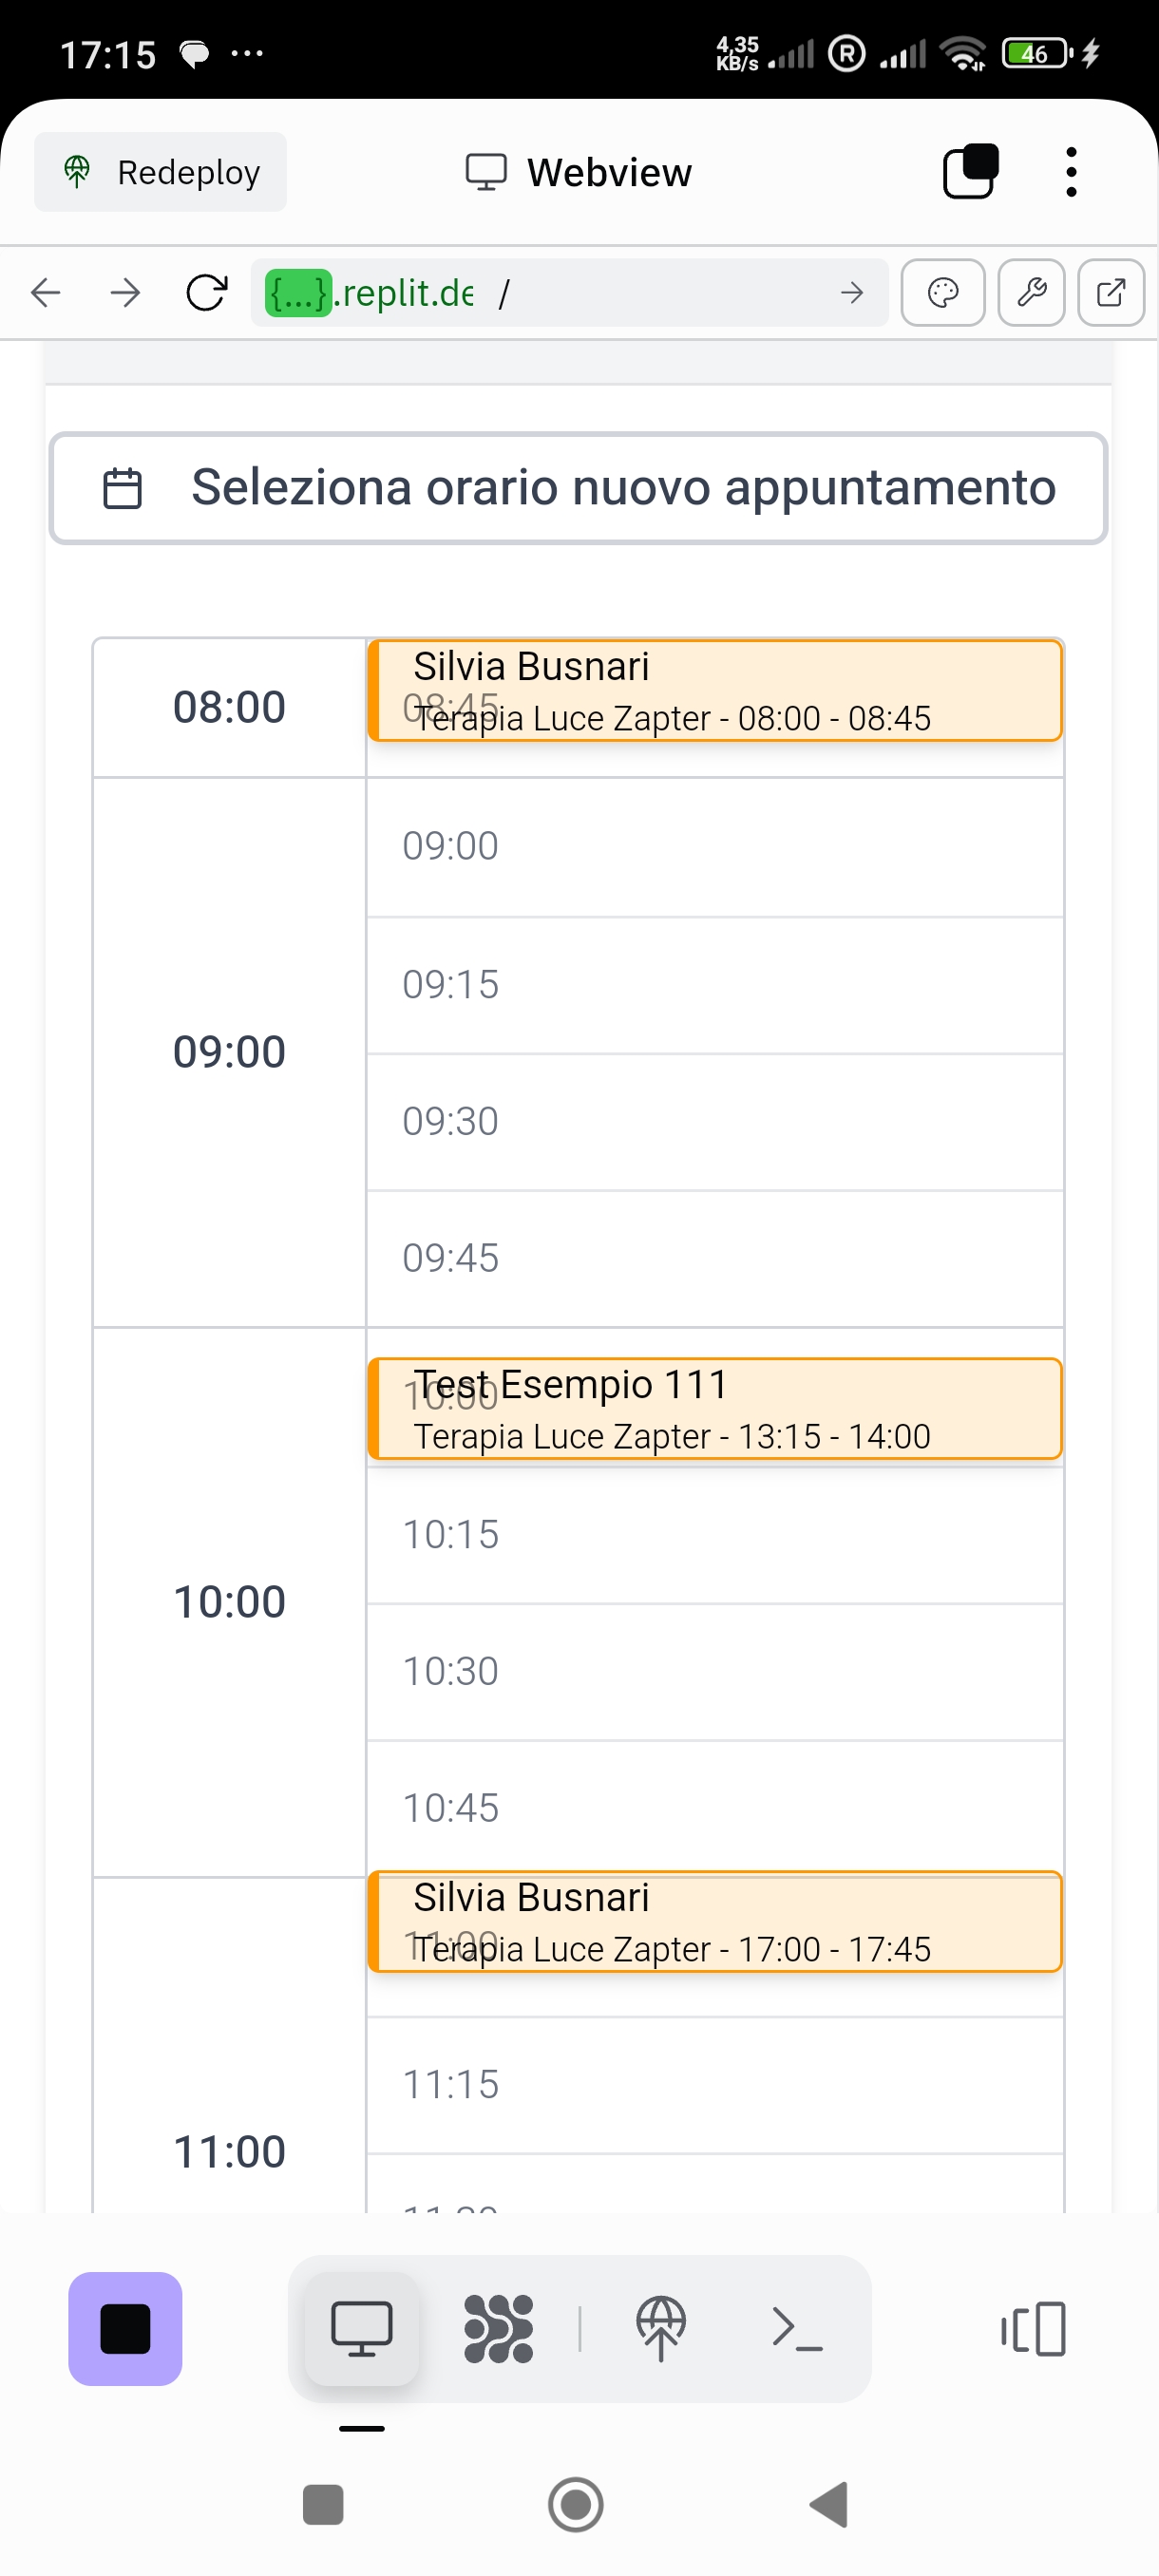 17:15
4,35
KB/s
R
46
Redeploy
Webview
{...}.replit.de /
Seleziona orario nuovo appuntamento
08:00
Silvia Busnari
08:45
Terapia Luce Zapter - 08:00 - 08:45
09:00
09:00
09:15
09:30
09:45
10:00
Test Esempio 111
10:00
Terapia Luce Zapter - 13:15 - 14:00
10:15
10:30
10:45
11:00
Silvia Busnari
11:00
Terapia Luce Zapter - 17:00 - 17:45
11:15